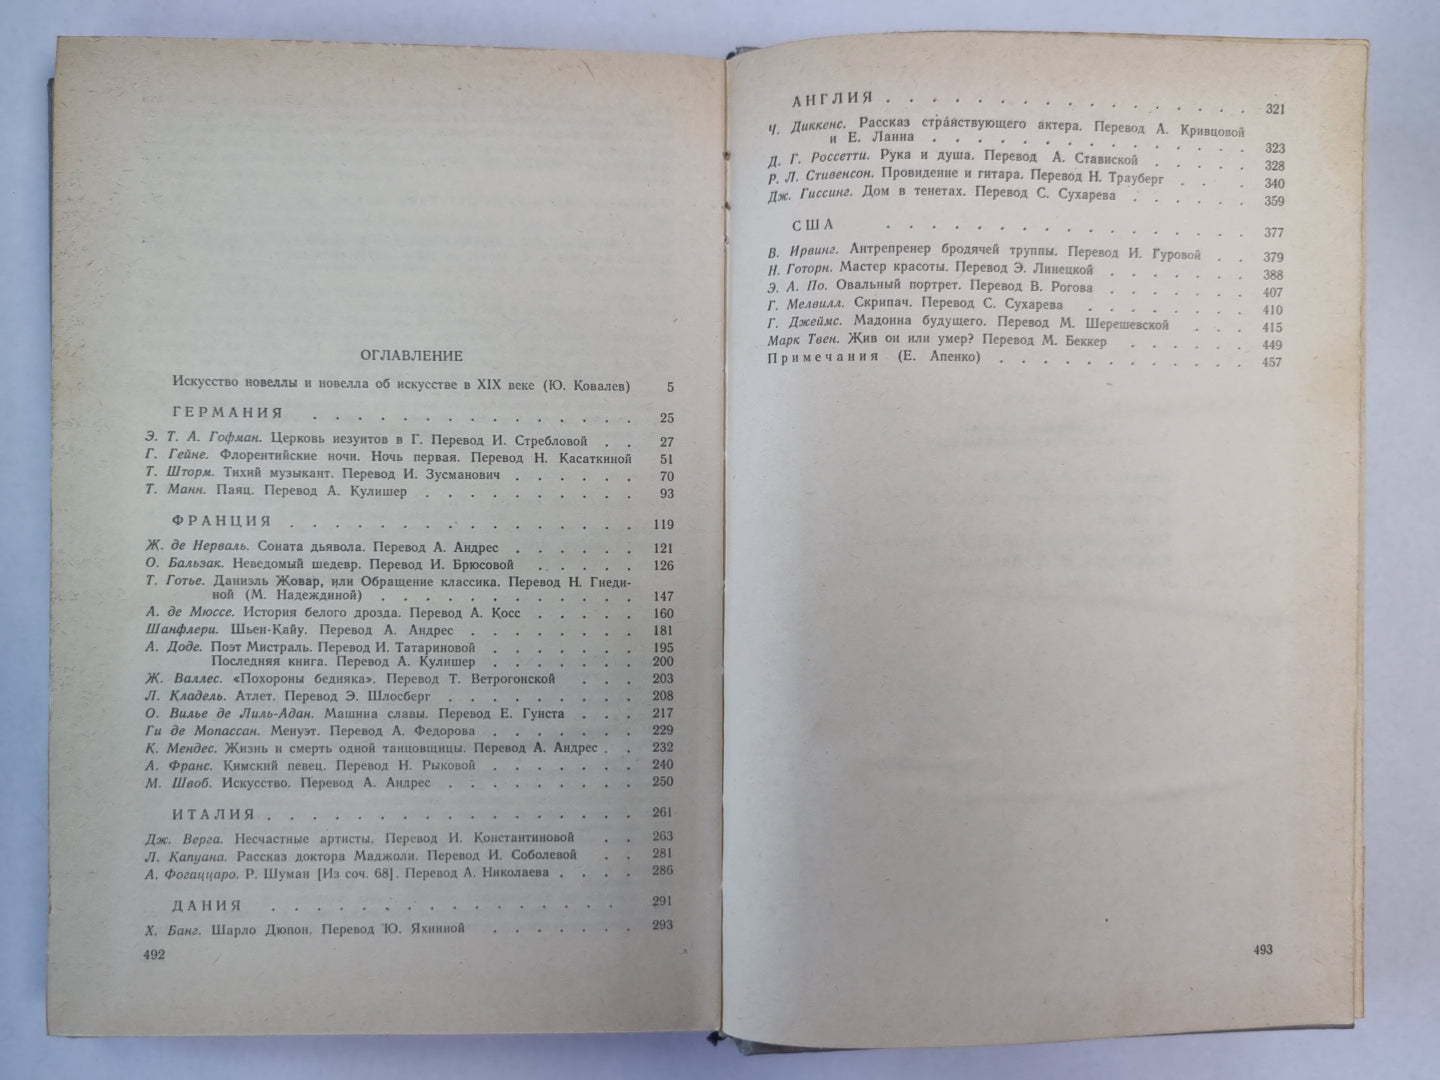 ОГЛАВЛЕНИЕ
Искусство новеллы и новелла об искусстве в XIX веке (Ю. Ковалев) 5
ГЕРМАНИЯ . . . . . . . . . . . . . . . 25
Э. Т. А. Гофман. Церковь иезуитов в Г. Перевод И. Стребловой . . 27
Г. Гейне. Флорентийские ночи. Ночь первая. Перевод Н. Касаткиной 51
Т. Шторм. Тихий музыкант. Перевод И. Зусманович . . . . . . 70
Т. Манн. Паяц. Перевод А. Кулишер . . . . . . . . . . 93
ФРАНЦИЯ . . . . . . . . . . . . . . . . 119
Ж. де Нерваль. Соната дьявола. Перевод А. Андрес . . . . . . 121
О. Бальзак. Неведомый шедевр. Перевод И. Брюсовой . . . . . 126
Т. Готье. Даниэль Жовар, или Обращение классика. Перевод Н. Гнеди-
ной (М. Надеждиной) . . . . . . . . . . . . 147
А. де Мюссе. История белого дрозда. Перевод А. Косс . . . . . 160
Шанфлери. Шьен-Кайу. Перевод А. Андрес . . . . . . . . 181
А. Доде. Поэт Мистраль. Перевод И. Татариновой . . . . . . . 195
Последняя книга. Перевод А. Кулишер . . . . . . . 200
Ж. Валлес. «Похороны бедняка». Перевод Т. Ветрогонской . . . 203
Л. Кладель. Атлет. Перевод Э. Шлосберг . . . . . . . . . 208
О. Вилье де Лиль-Адан. Машина славы. Перевод Е. Гунста . . . 217
Ги де Мопассан. Менуэт. Перевод А. Федорова . . . . . . . 229
К. Мендес. Жизнь и смерть одной танцовщицы. Перевод А. Андрес . . 232
А. Франс. Кимский певец. Перевод Н. Рыковой . . . . . . . 240
М. Швоб. Искусство. Перевод А. Андрес . . . . . . . . . 250
ИТАЛИЯ . . . . . . . . . . . . . . . . . 261
Дж. Верга. Несчастные артисты. Перевод И. Константиновой . . 263
Л. Капуана. Рассказ доктора Маджоли. Перевод И. Соболевой . . 281
А. Фогаццаро. Р. Шуман [Из соч. 68]. Перевод А. Николаева . . . . 286
ДАНИЯ . . . . . . . . . . . . . . . . 291
Х. Банг. Шарло Дюпон. Перевод Ю. Яхниной . . . . . . . 293
492
АНГЛИЯ . . . . . . . . . . . . . . . . . 321
Ч. Диккенс. Рассказ странствующего актера. Перевод А. Кривцовой
и Е. Ланна . . . . . . . . . . . . . . 323
Д. Г. Россетти. Рука и душа. Перевод А. Ставиской . . . . . 328
Р. Л. Стивенсон. Провидение и гитара. Перевод Н. Трауберг . . . 340
Дж. Гиссинг. Дом в тенетах. Перевод С. Сухарева . . . . . . 359
США . . . . . . . . . . . . . . . . 377
В. Ирвинг. Антрепренер бродячей труппы. Перевод И. Гуровой . . 379
Н. Готорн. Мастер красоты. Перевод Э. Линецкой . . . . . . 388
Э. А. По. Овальный портрет. Перевод В. Рогова . . . . . . 407
Г. Мелвилл. Скрипач. Перевод С. Сухарева . . . . . . . 410
Г. Джеймс. Мадонна будущего. Перевод М. Шерешевской . . . 415
Марк Твен. Жив он или умер? Перевод М. Беккер . . . . . . 449
Примечания (Е. Апенко) . . . . . . . . . . . 457
493